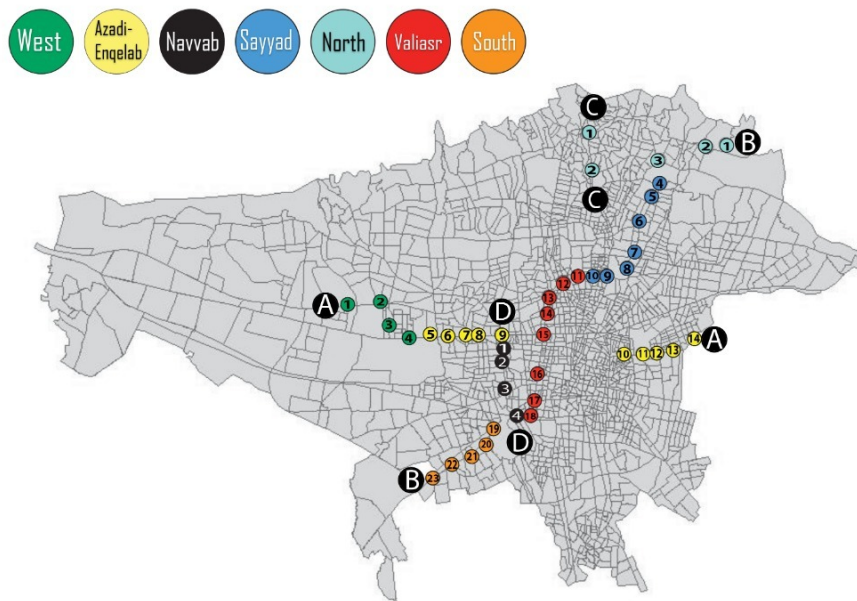 West Azadi-Enqelab Navvab Sayyad North Valiasr South
C
1
2 1 B
3
2
4
C
5
6
7
8
11 10 9
12
A 1 2
13
D
14
3
4 5 6 7 8 9
15
14 A
1
10 11 12 13
2
16
3
17
4 18
19
D
20
21
22
B 23